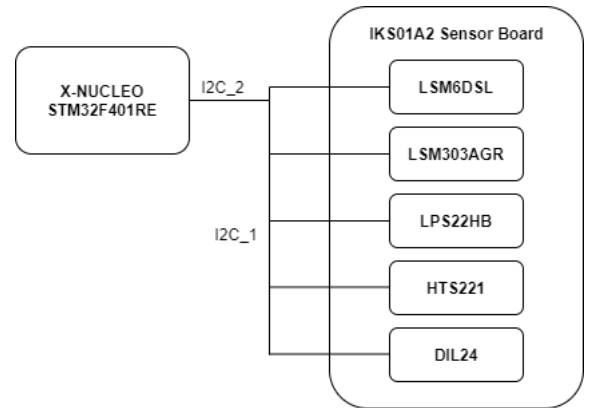 IKS01A2 Sensor Board
X-NUCLEO
STM32F401RE
I2C_2
LSM6DSL
LSM303AGR
LPS22HB
I2C_1
HTS221
DIL24